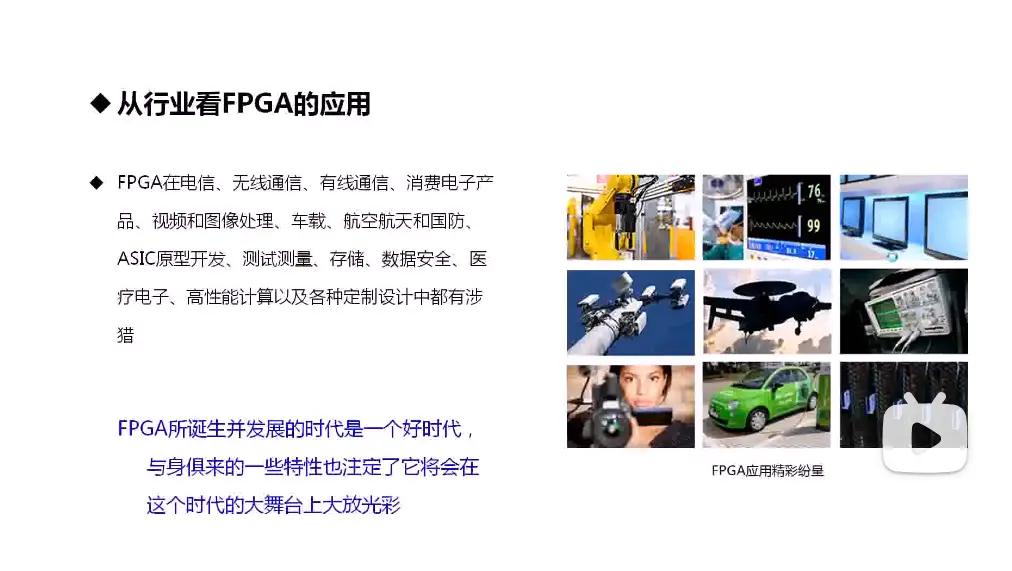 ◆ 从行业看FPGA的应用
◆ FPGA在电信、无线通信、有线通信、消费电子产
品、视频和图像处理、车载、航空航天和国防、
ASIC原型开发、测试测量、存储、数据安全、医
疗电子、高性能计算以及各种定制设计中都有涉
猎
FPGA所诞生并发展的时代是一个好时代，
与身俱来的一些特性也注定了它将会在
这个时代的大舞台上大放光彩
76
99
17
FPGA应用精彩纷呈